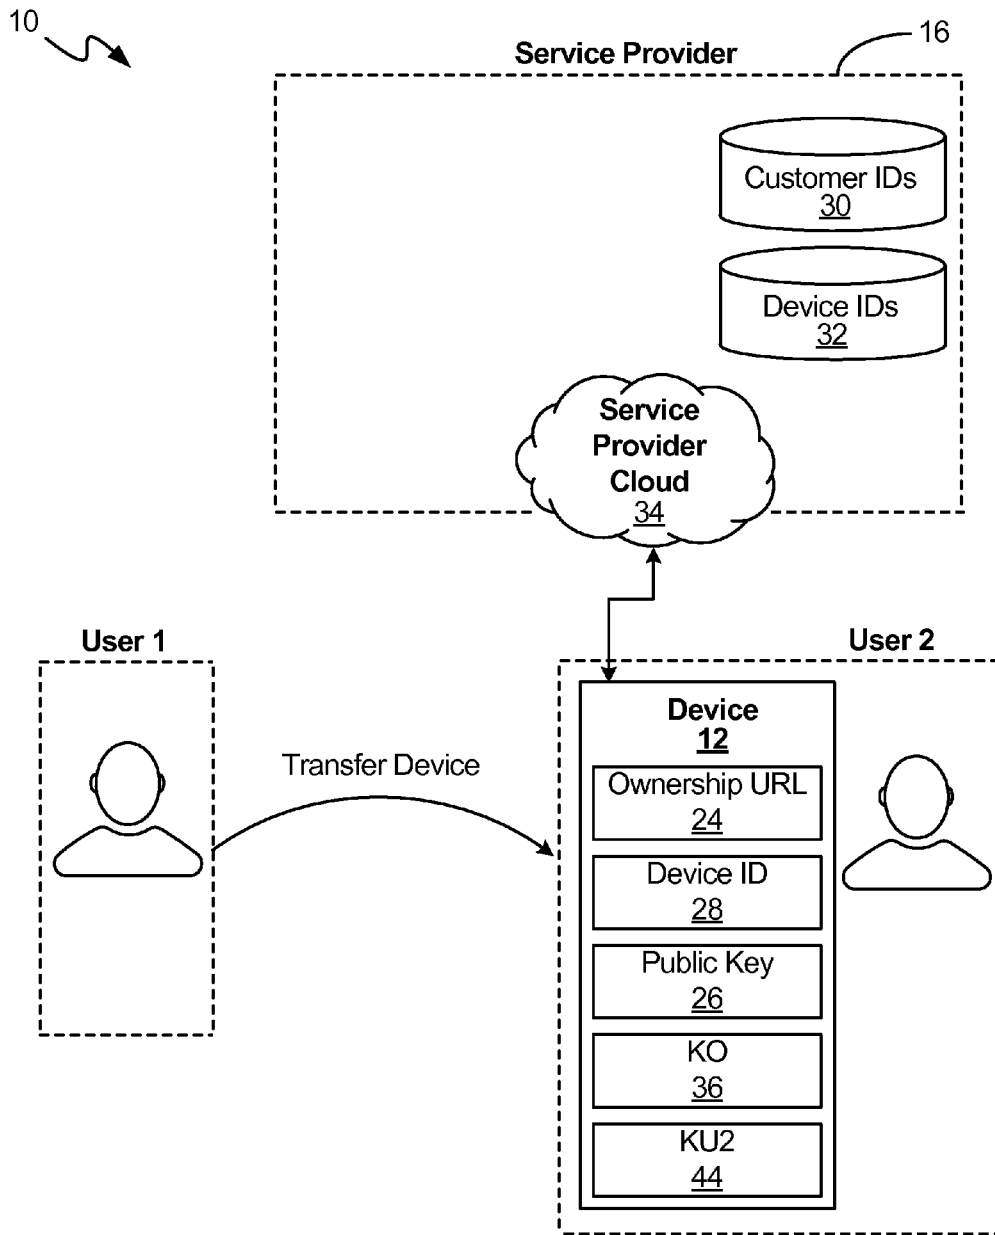 10
16
Service Provider
Customer IDs
30
Device IDs
32
Service
Provider
Cloud
34
User 1
User 2
Transfer Device
Device
12
Ownership URL
24
Device ID
28
Public Key
26
KO
36
KU2
44